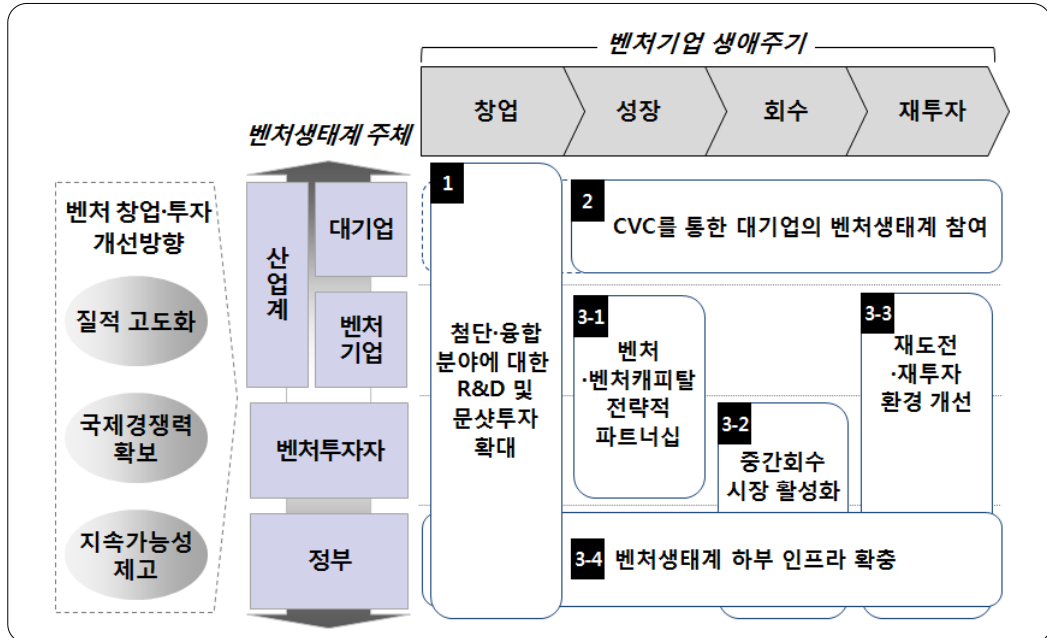 벤처기업 생애주기
창업
성장
회수
재투자
벤처생태계 주체
벤처 창업·투자
개선방향
질적 고도화
국제경쟁력
확보
지속가능성
제고
산
업
계
대기업
벤처
기업
벤처투자자
정부
1
첨단·융합
분야에 대한
R&D 및
문샷투자
확대
2
CVC를 통한 대기업의 벤처생태계 참여
3-1
벤처
·벤처캐피탈
전략적
파트너십
3-2
중간회수
시장 활성화
3-3
재도전
·재투자
환경 개선
3-4
벤처생태계 하부 인프라 확충